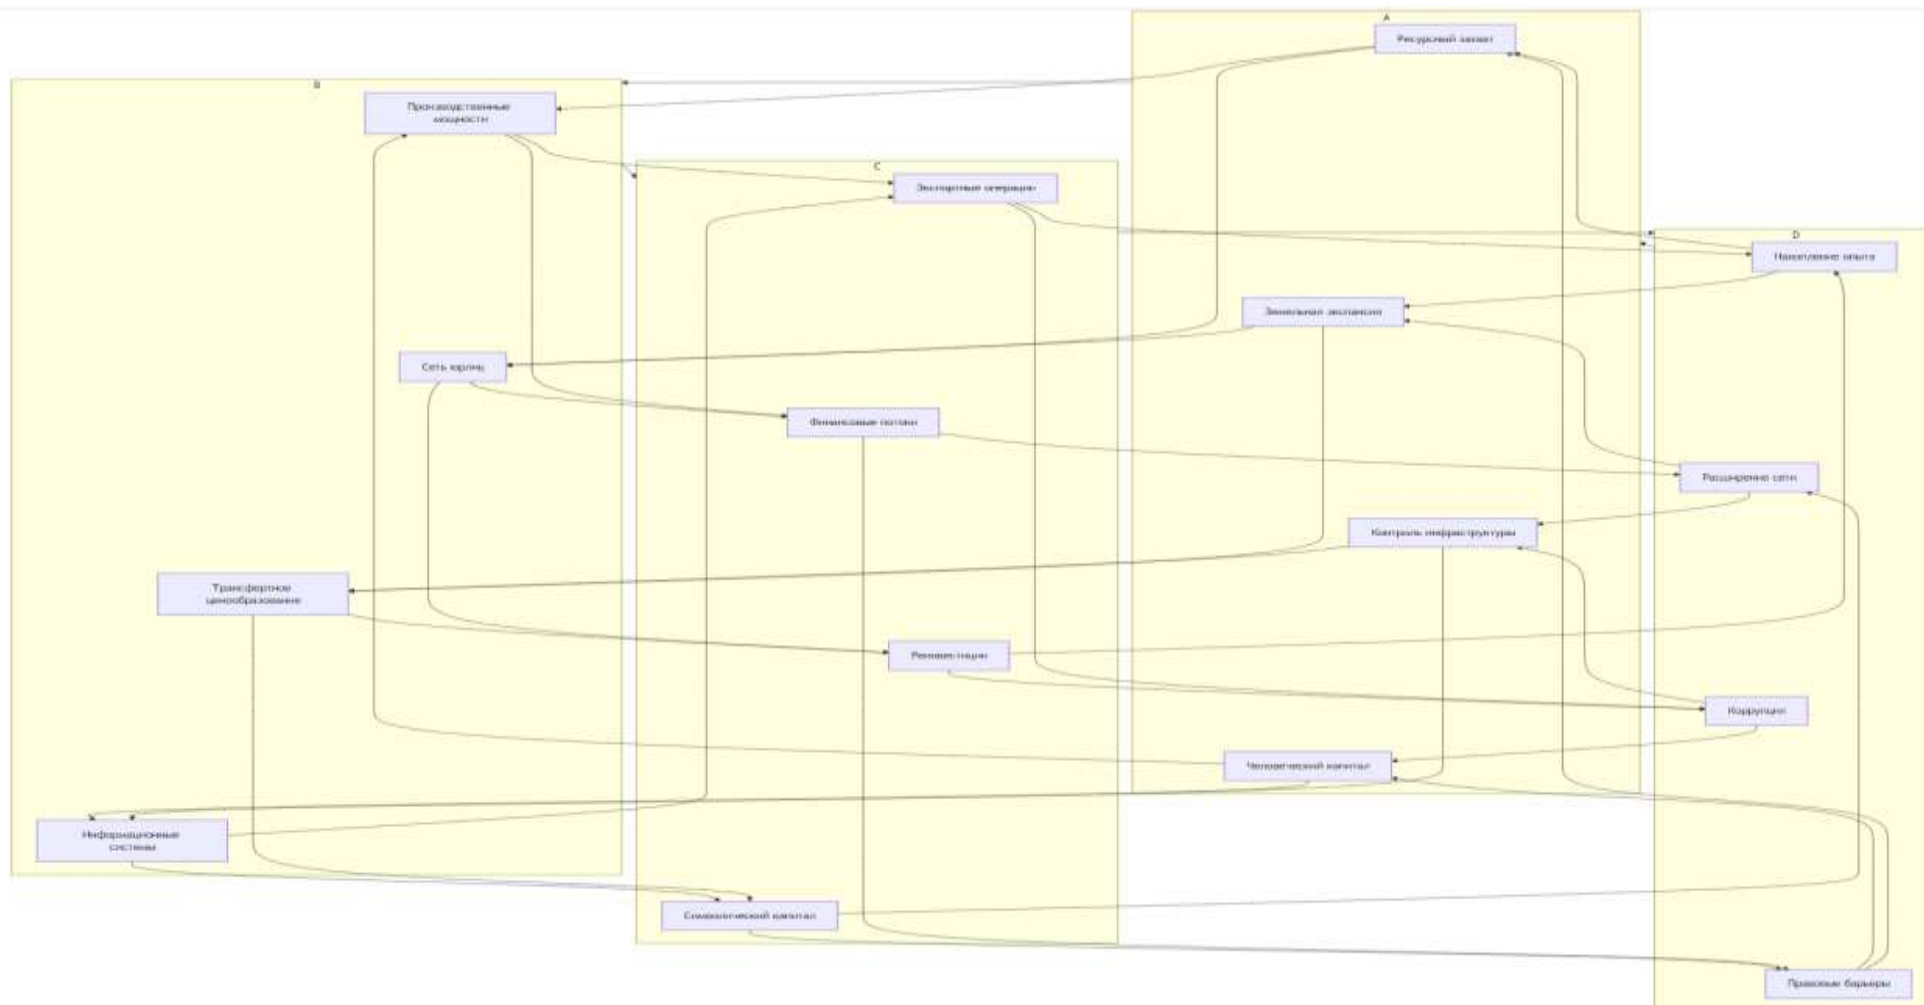 A
Ресурсный захват
B
Производственные
мощности
C
Экспортные операции
D
Накопление опыта
Земельная экспансия
Сеть юрлиц
Финансовые потоки
Расширение сети
Контроль инфраструктуры
Трансфертное
ценообразование
Реинвестиции
Коррупция
Человеческий капитал
Информационные
системы
Символический капитал
Правовые барьеры